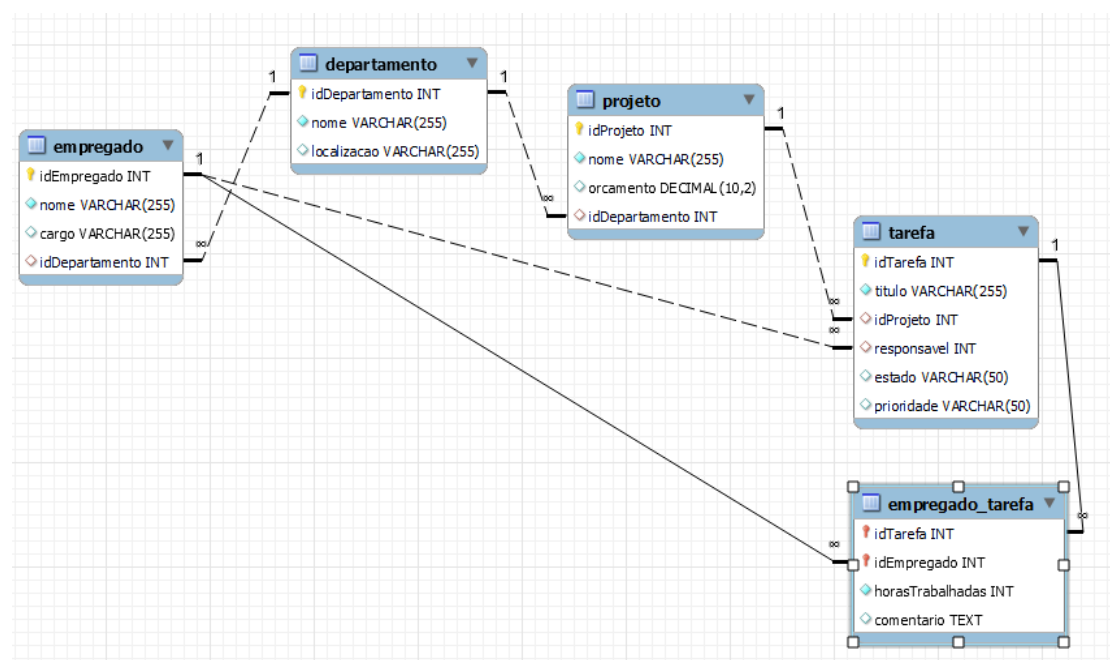 departamento
idDepartamento INT
nome VARCHAR(255)
localizacao VARCHAR(255)
1
1
projeto
idProjeto INT
nome VARCHAR(255)
orcamento DECIMAL(10,2)
idDepartamento INT
1
∞
empregado
idEmpregado INT
nome VARCHAR(255)
cargo VARCHAR(255)
idDepartamento INT
1
∞
tarefa
idTarefa INT
titulo VARCHAR(255)
idProjeto INT
responsavel INT
estado VARCHAR(50)
prioridade VARCHAR(50)
1
∞
∞
empregado_tarefa
idTarefa INT
idEmpregado INT
horasTrabalhadas INT
comentario TEXT
∞
∞